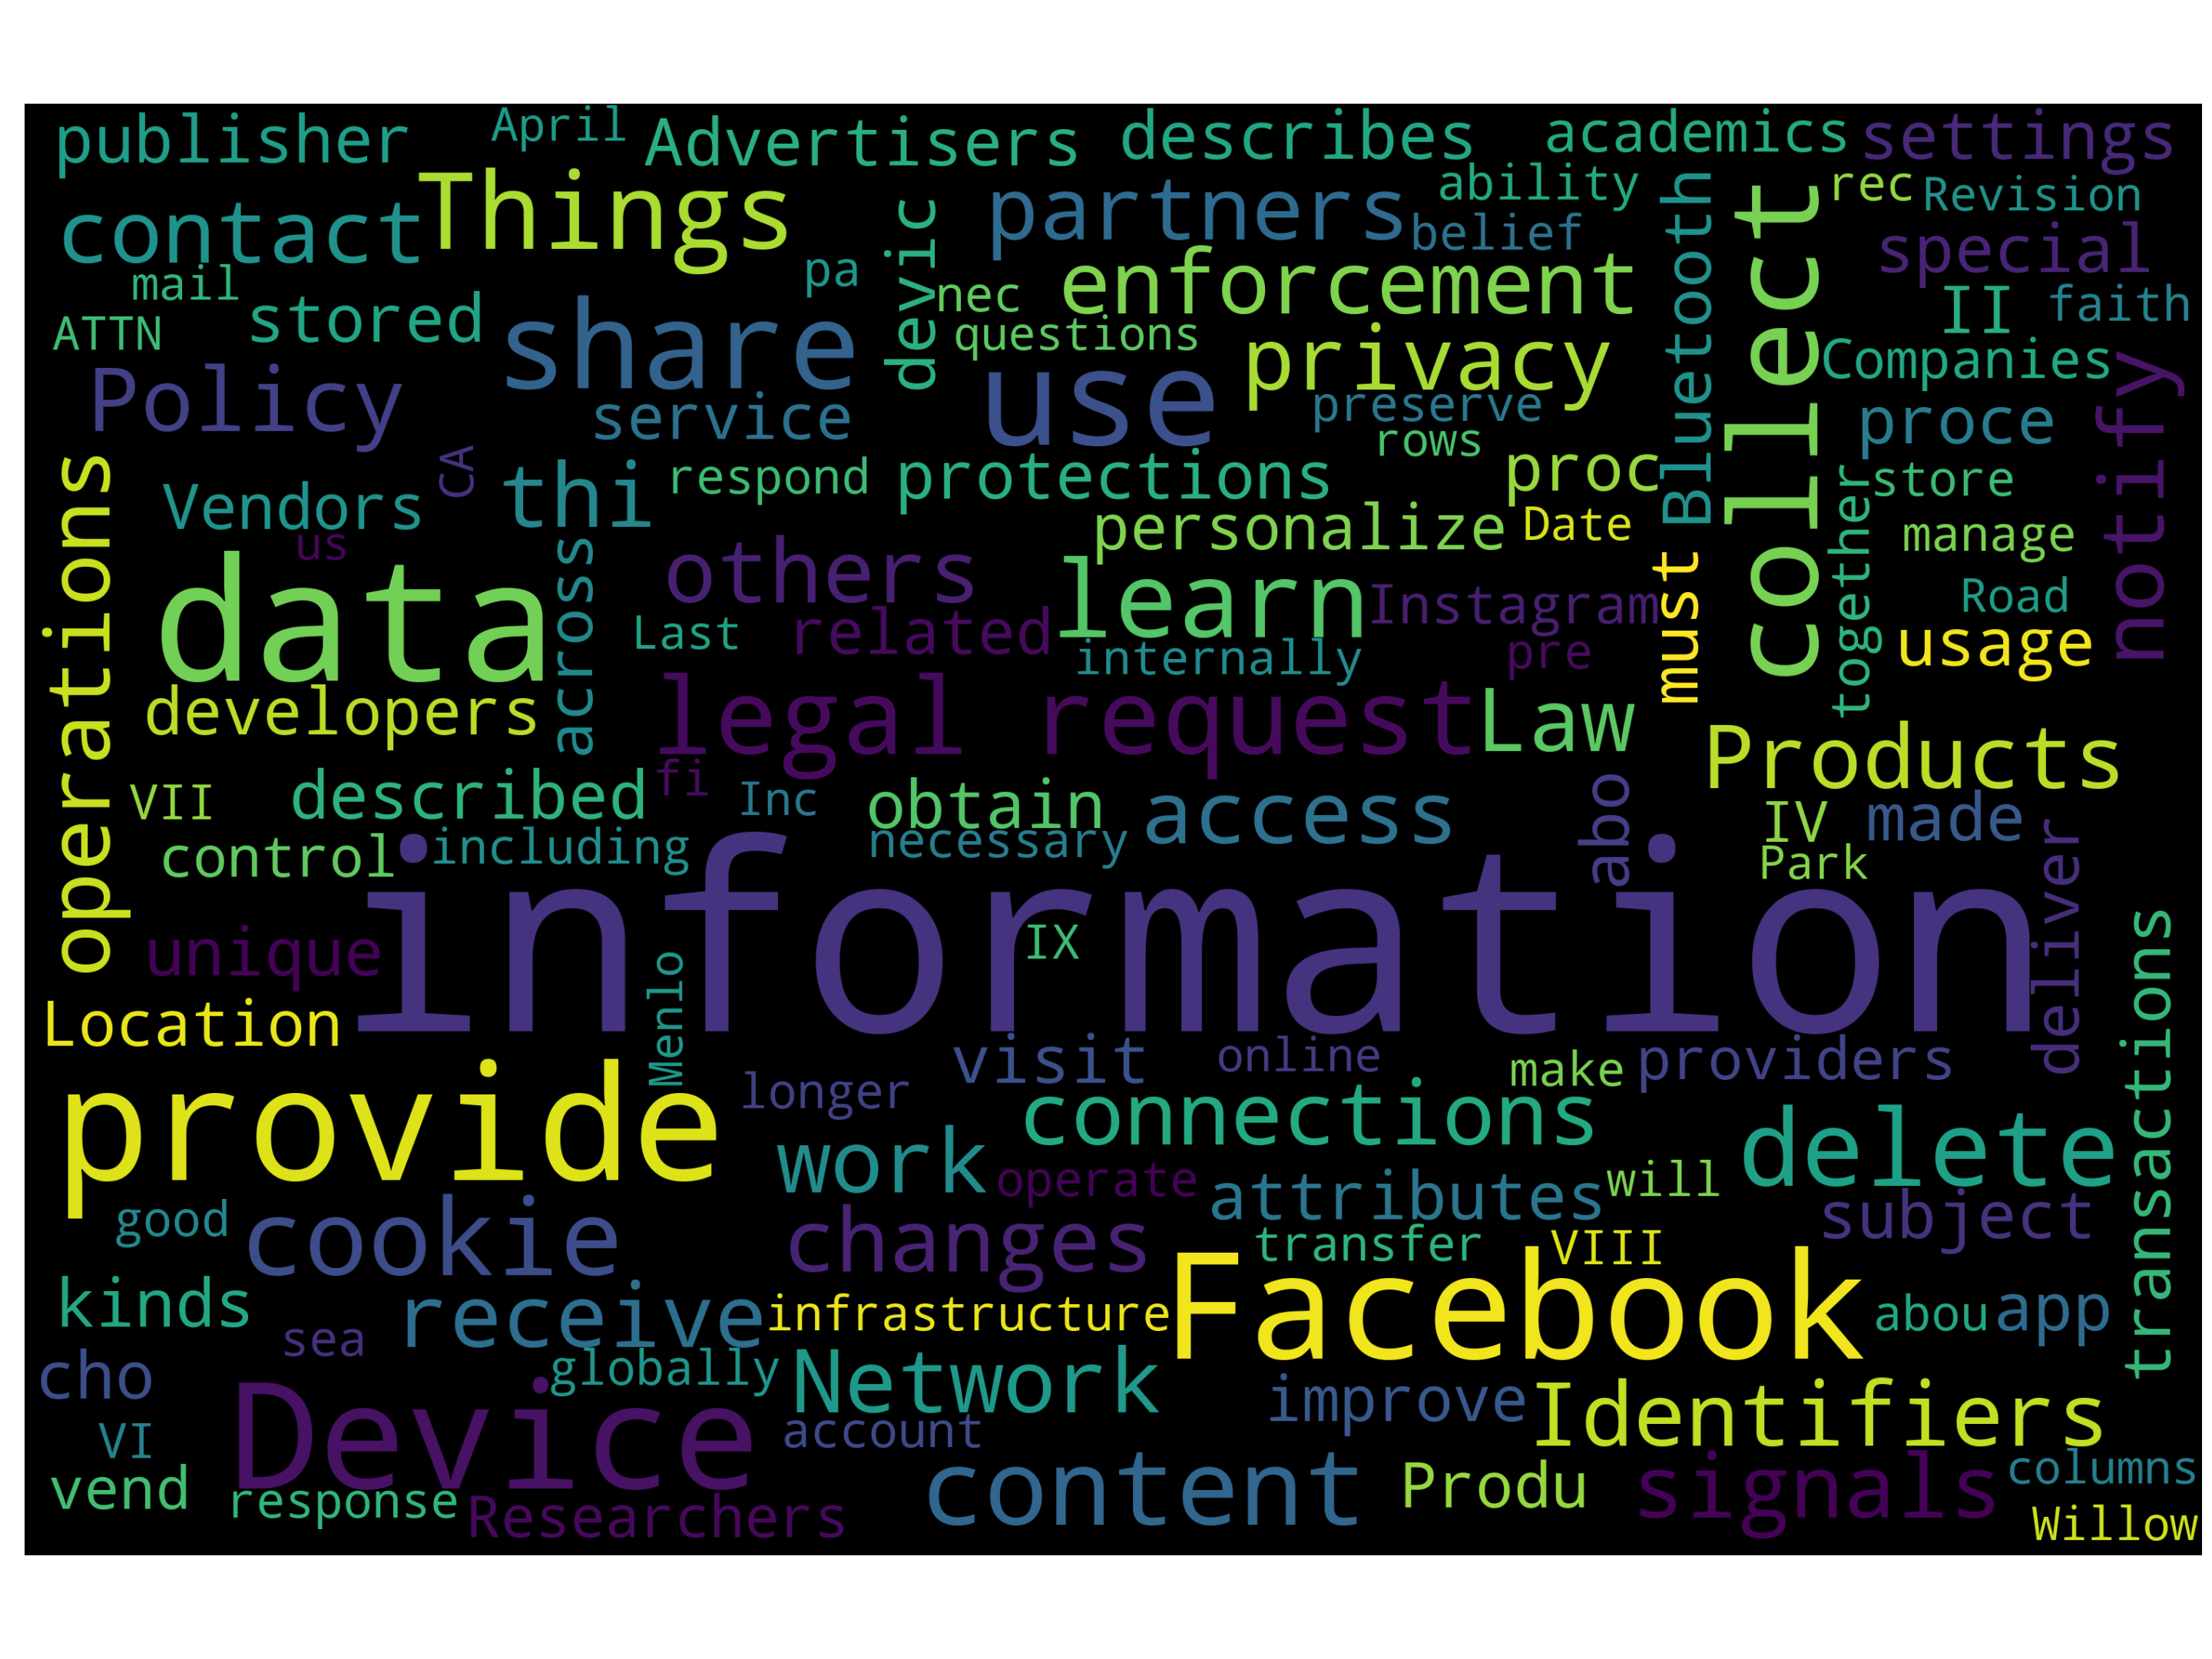 publisher
April
Advertisers
describes
academics
settings
contact
Things
partners
ability
rec
Revision
devic
belief
Bluetooth
collect
special
mail
pa
nec
enforcement
II
faith
ATTN
stored
share
questions
privacy
Companies
notify
Policy
service
use
preserve
proce
rows
CA
Vendors
thi
respond
protections
proc
store
together
personalize
Date
manage
us
across
operations
data
others
learn
must
Instagram
Road
Last
related
internally
pre
usage
developers
legal request
Law
Products
VII
described
fi
Inc
obtain
access
abo
IV
made
control
including
necessary
Park
deliver
information
unique
IX
Menlo
transactions
Location
visit
online
make
providers
provide
longer
connections
delete
work
operate
attributes
will
good
cookie
changes
transfer
VIII
subject
kinds
receive
infrastructure
Facebook
abou
app
sea
cho
globally
Network
improve
Identifiers
VI
Device
account
vend
response
Researchers
content
Produ
signals
columns
Willow